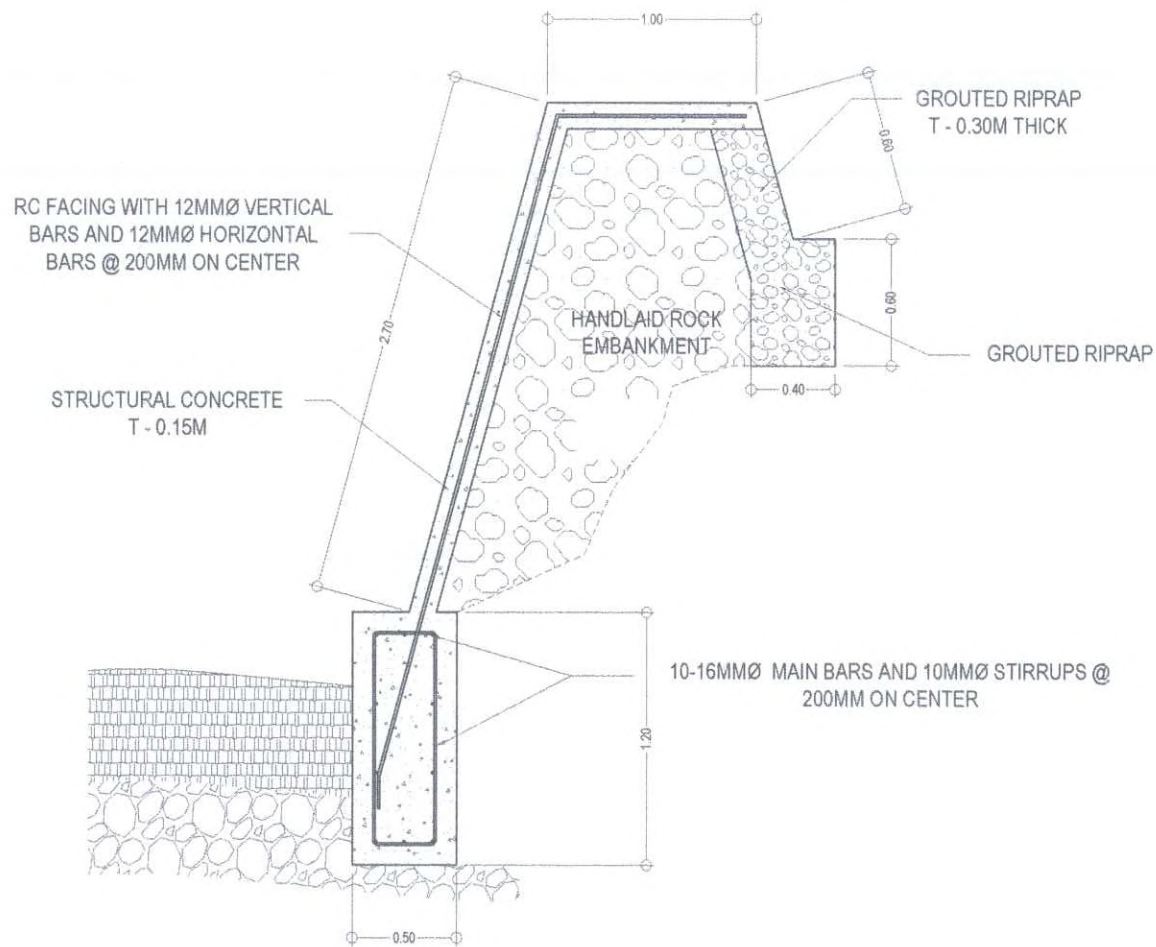 1.00
GROUTED RIPRAP
T - 0.30M THICK
RC FACING WITH 12MMØ VERTICAL
BARS AND 12MMØ HORIZONTAL
BARS @ 200MM ON CENTER
2.70
0.60
HANDLAID ROCK
EMBANKMENT
GROUTED RIPRAP
0.40
STRUCTURAL CONCRETE
T - 0.15M
10-16MMØ MAIN BARS AND 10MMØ STIRRUPS @
200MM ON CENTER
1.20
0.50